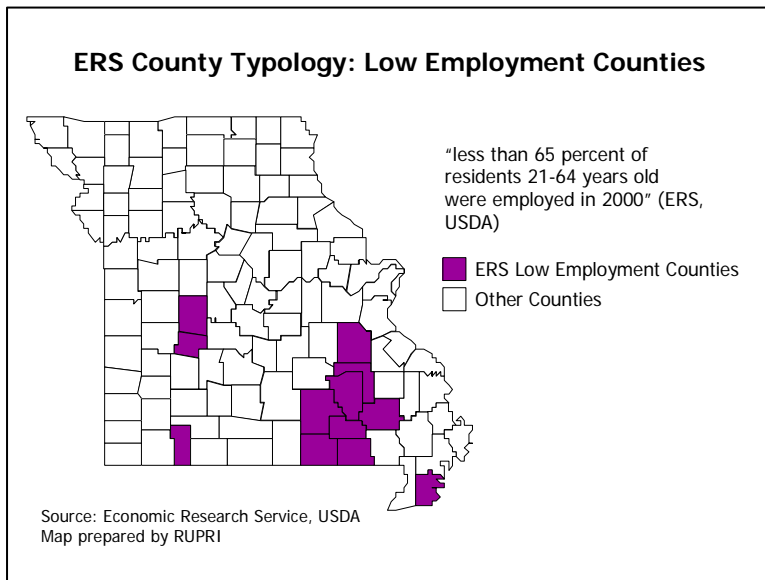 ERS County Typology: Low Employment Counties
“less than 65 percent of
residents 21-64 years old
were employed in 2000” (ERS,
USDA)
ERS Low Employment Counties
Other Counties
Source: Economic Research Service, USDA
Map prepared by RUPRI